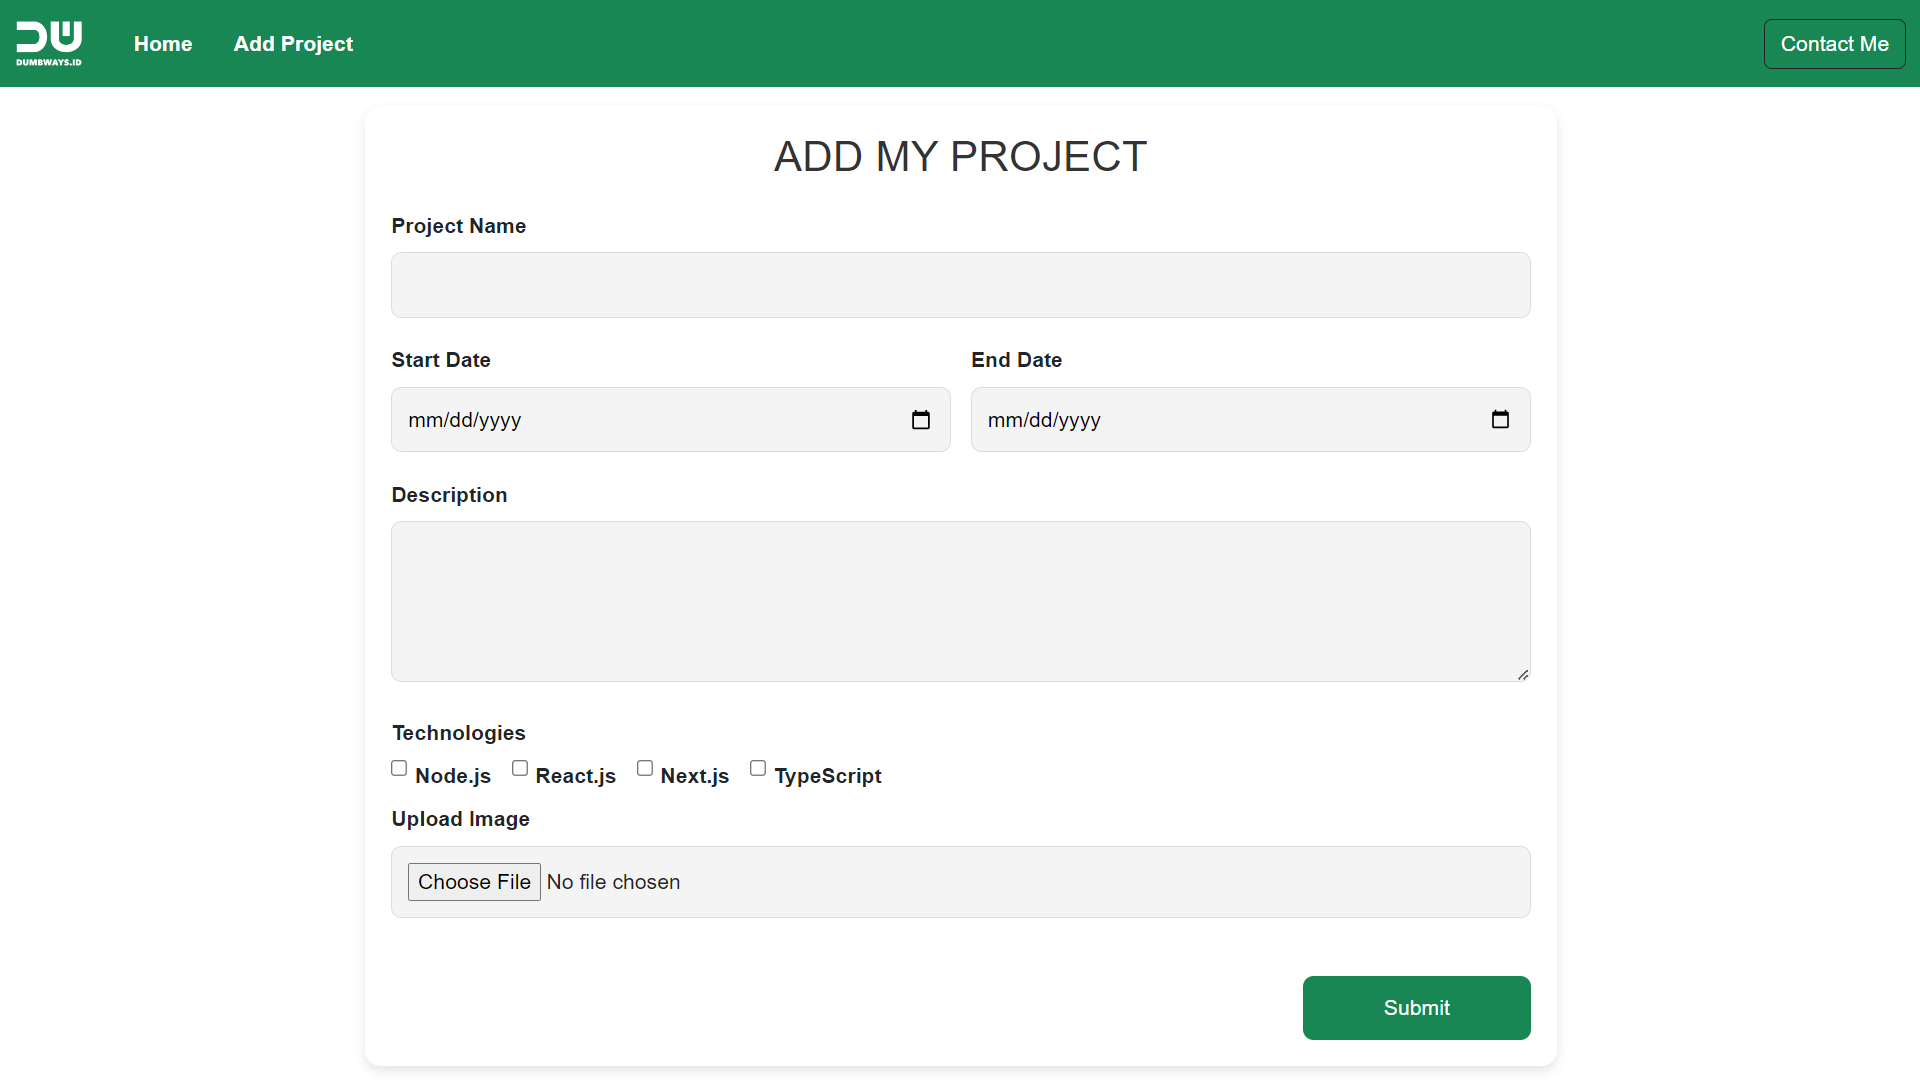 DW
DUMBWAYS.ID
Home Add Project Contact Me
ADD MY PROJECT
Project Name
Start Date End Date
mm/dd/yyyy mm/dd/yyyy
Description
Technologies
Node.js React.js Next.js TypeScript
Upload Image
Choose File No file chosen
Submit